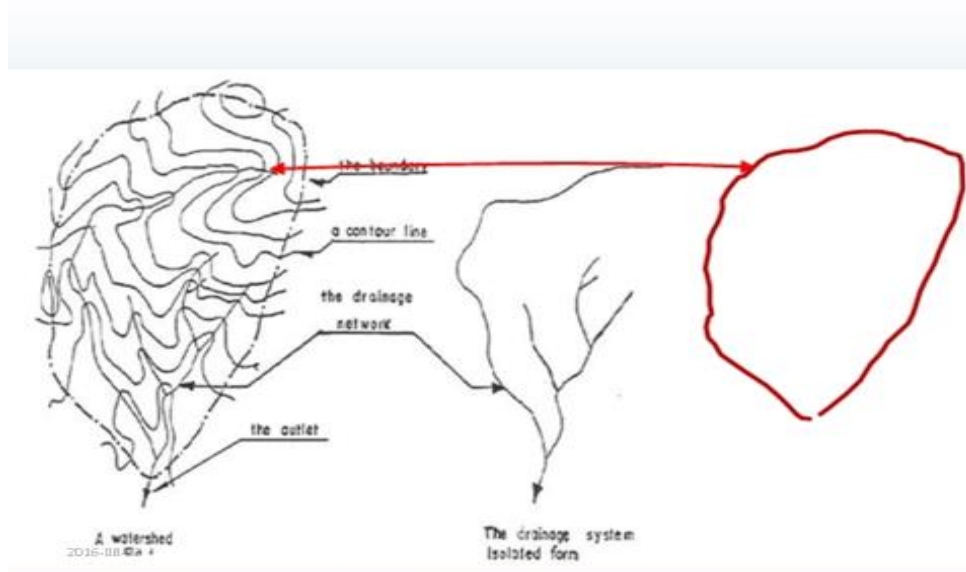 the boundary
a contour line
the drainage
network
the outlet
A watershed
The drainage system
Isolated form